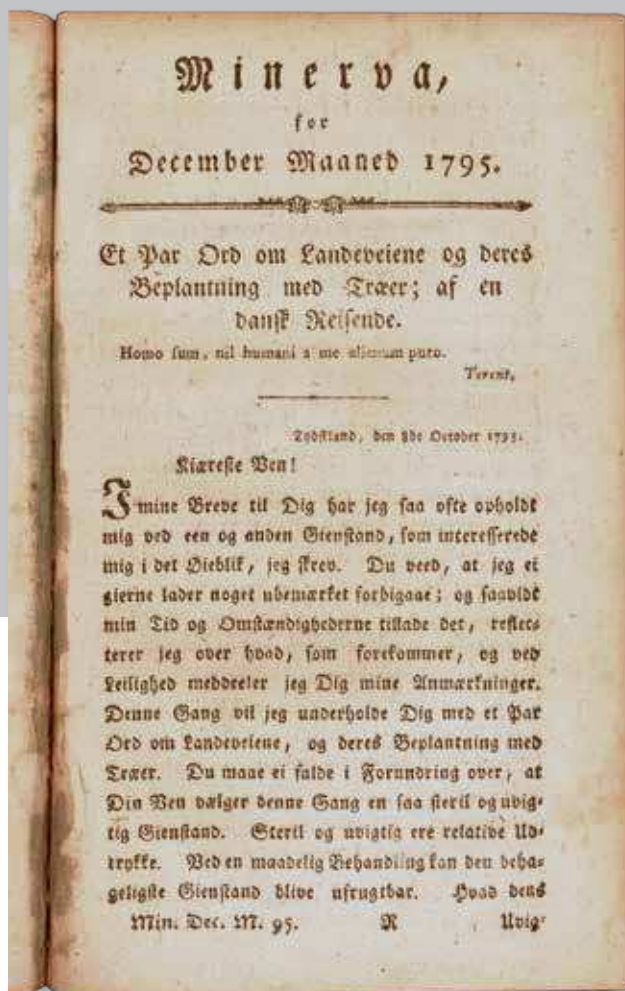 Minerva,
for
December Maaned 1795.
Et Par Ord om Landeveiene og deres
Beplantning med Træer; af en
dansk Reisende.
Homo sum, nil humani a me alienum puto.
Terent.
Tydskland, den 8de October 1795.
Kiæreste Ven!
I mine Breve til Dig har jeg saa ofte opholdt
mig ved een og anden Gienstand, som interesserede
mig i det Øieblik, jeg skrev. Du veed, at jeg ei
gierne lader noget ubemærket forbigaae; og saavidt
min Tid og Omstændighederne tillade det, reflec-
terer jeg over hvad, som forekommer, og ved
Leilighed meddeeler jeg Dig mine Anmærkninger.
Denne Gang vil jeg underholde Dig med et Par
Ord om Landeveiene, og deres Beplantning med
Træer. Du maae ei falde i Forundring over, at
Din Ven vælger denne Gang en saa steril og uvig-
tig Gienstand. Steril og uvigtig ere relative Ud-
trykke. Ved en maadelig Behandling kan den beha-
geligste Gienstand blive ufrugtbar. Hvad dens
Min. Dec. M. 95. R Uvig-